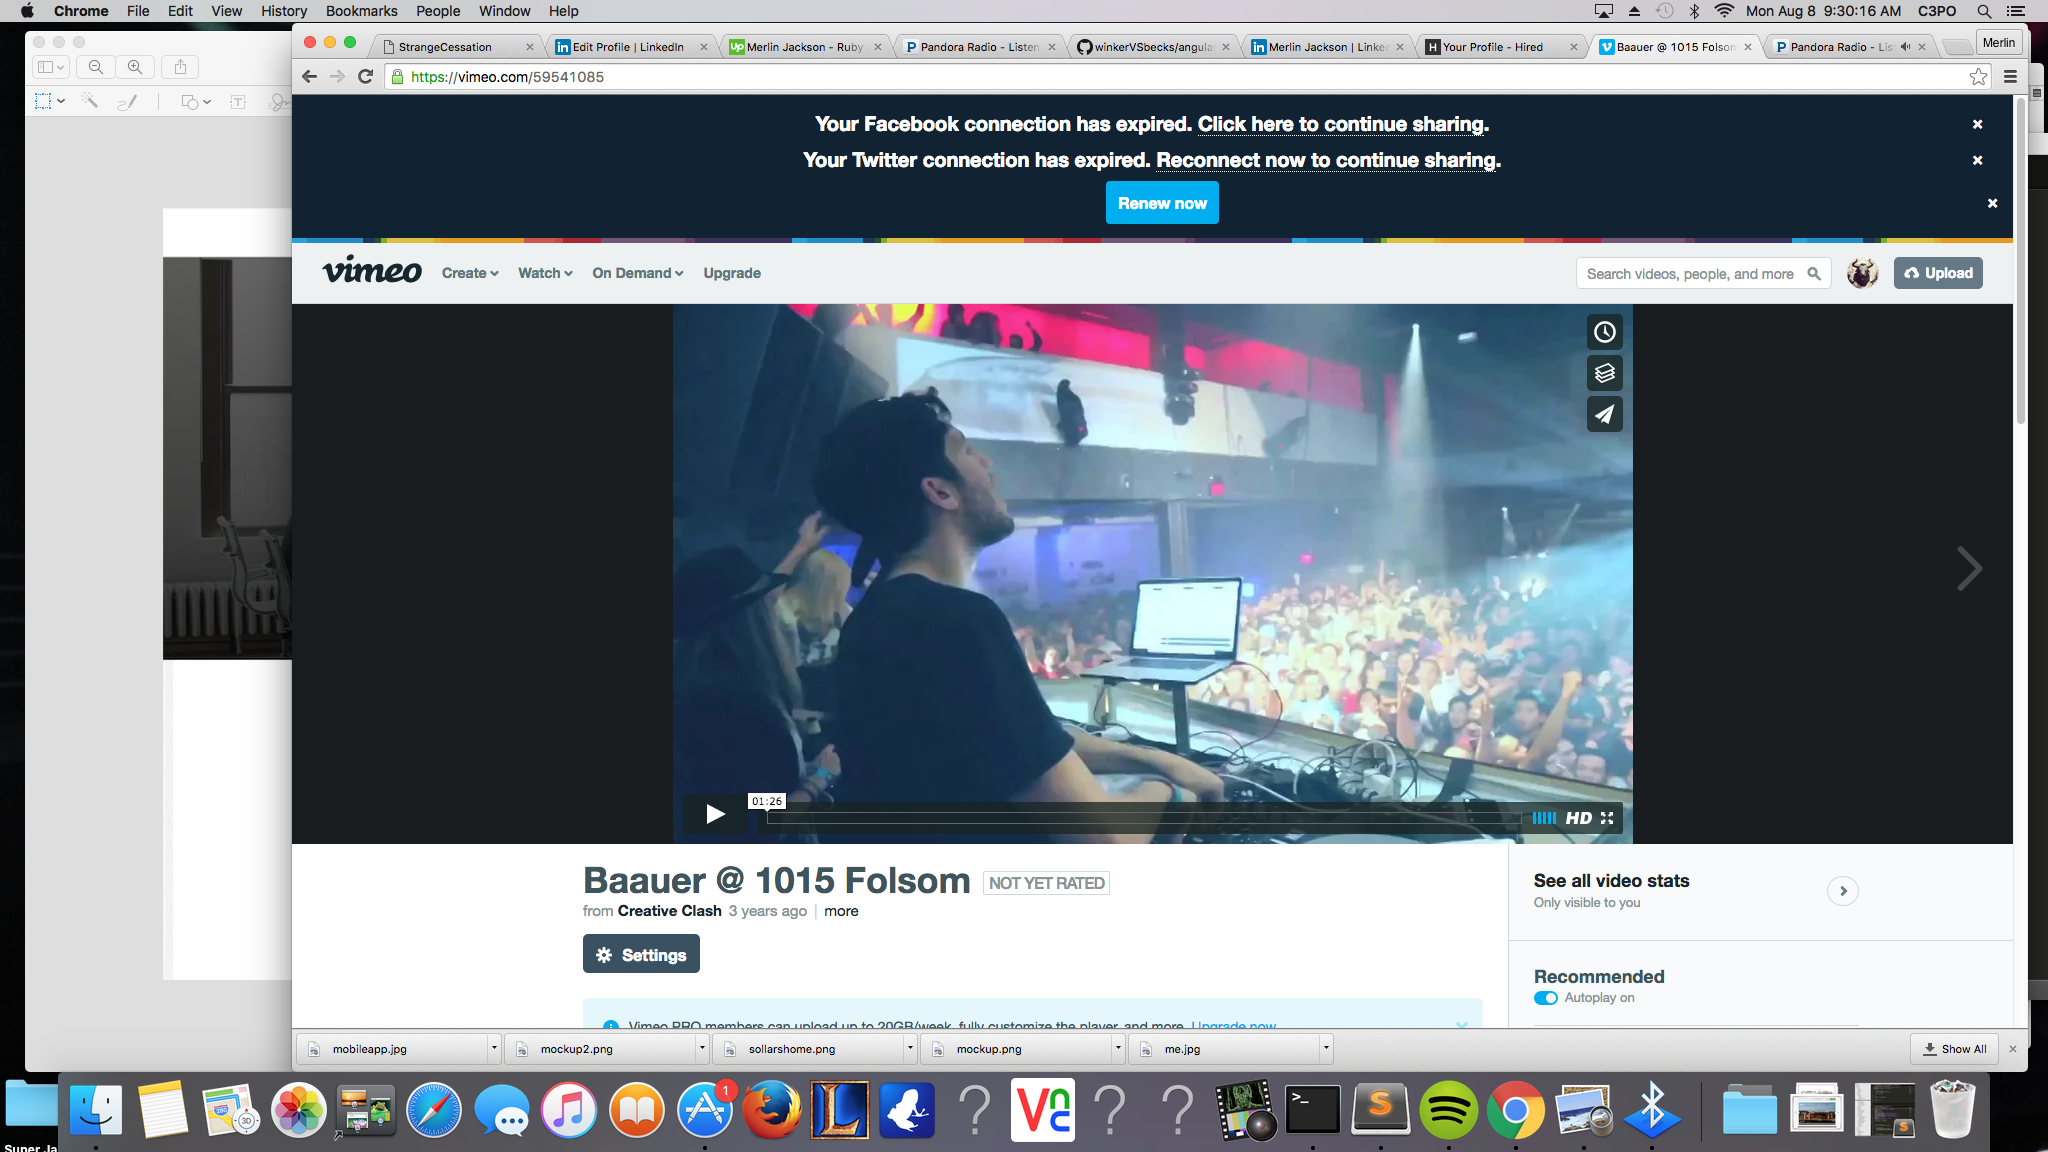 Chrome File Edit View History Bookmarks People Window Help
Mon Aug 8 9:30:16 AM C3PO
StrangeCessation
Edit Profile | LinkedIn
Merlin Jackson - Ruby
Pandora Radio - Listen
winkerVSbecks/angular
Merlin Jackson | Linke
Your Profile - Hired
Baauer @ 1015 Folsom
Pandora Radio - Lis
Merlin
https://vimeo.com/59541085
Your Facebook connection has expired. Click here to continue sharing.
Your Twitter connection has expired. Reconnect now to continue sharing.
Renew now
vimeo Create Watch On Demand Upgrade
Search videos, people, and more
Upload
01:26
HD
Baauer @ 1015 Folsom NOT YET RATED
from Creative Clash 3 years ago | more
Settings
See all video stats
Only visible to you
Recommended
Autoplay on
Vimeo PRO members can upload up to 20GB/week, fully customize the player, and more. Upgrade now
mobileapp.jpg
mockup2.png
sollarshome.png
mockup.png
me.jpg
Show All
280
3D
1
L
? Vnc ? ?
>_
S
Super Ja